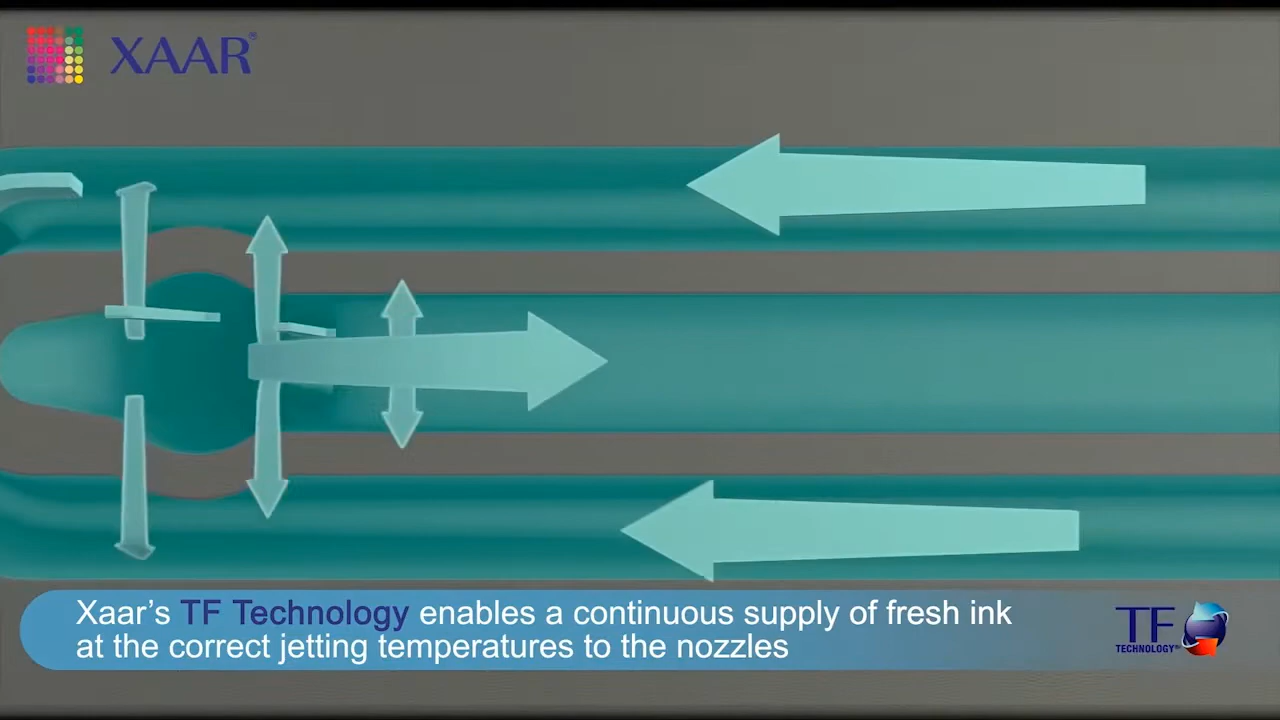 XAAR®
Xaar’s TF Technology enables a continuous supply of fresh ink
at the correct jetting temperatures to the nozzles
TF
TECHNOLOGY®